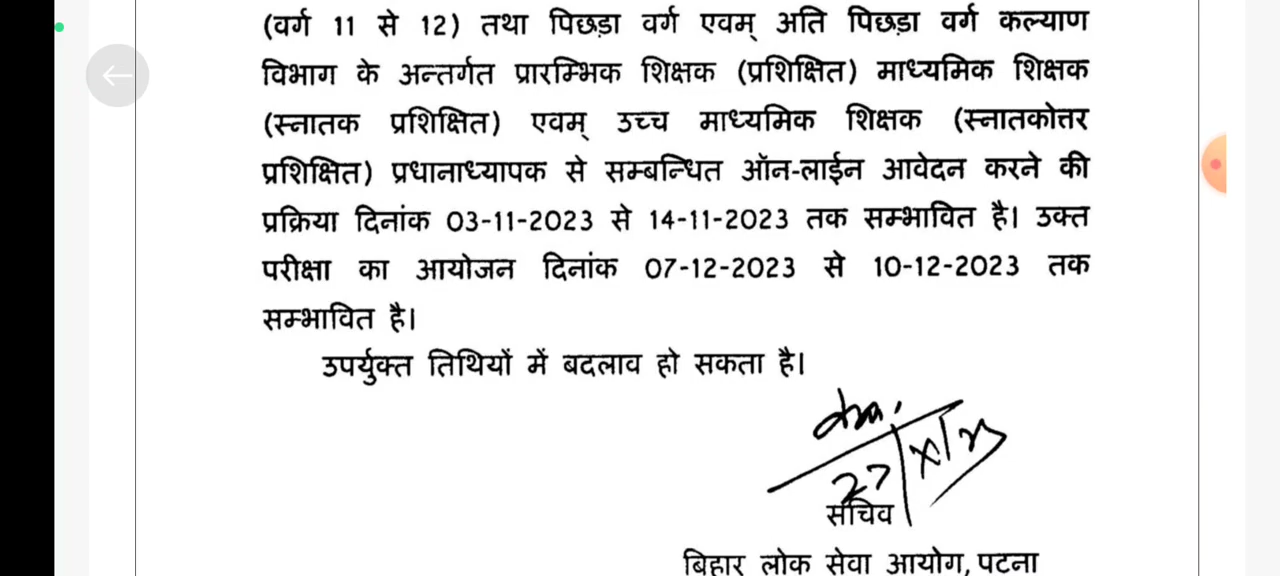 (वर्ग 11 से 12) तथा पिछड़ा वर्ग एवम् अति पिछड़ा वर्ग कल्याण
विभाग के अन्तर्गत प्रारम्भिक शिक्षक (प्रशिक्षित) माध्यमिक शिक्षक
(स्नातक प्रशिक्षित) एवम् उच्च माध्यमिक शिक्षक (स्नातकोत्तर
प्रशिक्षित) प्रधानाध्यापक से सम्बन्धित ऑन-लाईन आवेदन करने की
प्रक्रिया दिनांक 03-11-2023 से 14-11-2023 तक सम्भावित है। उक्त
परीक्षा का आयोजन दिनांक 07-12-2023 से 10-12-2023 तक
सम्भावित है।
उपर्युक्त तिथियों में बदलाव हो सकता है।
27/X/23
सचिव
बिहार लोक सेवा आयोग, पटना